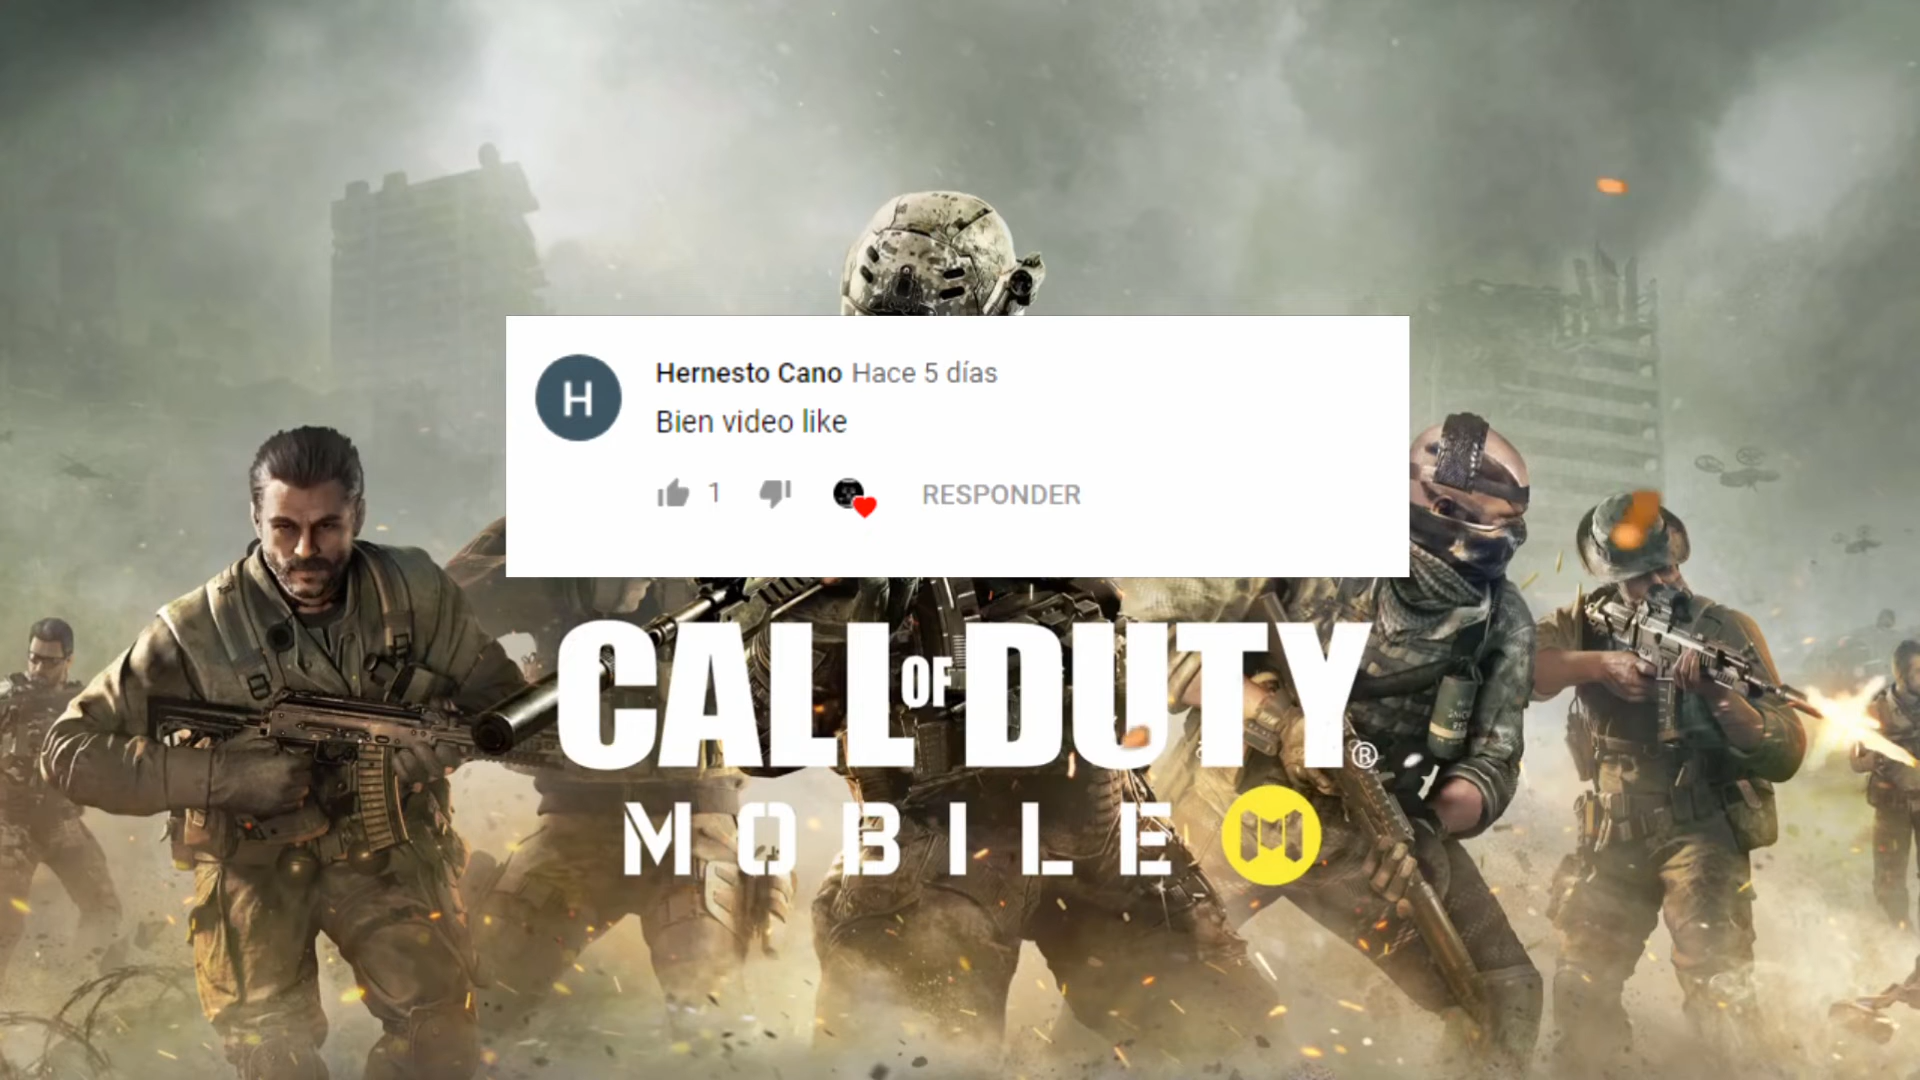 H
Hernesto Cano Hace 5 días
Bien video like
1
RESPONDER
CALL OF DUTY®
MOBILE